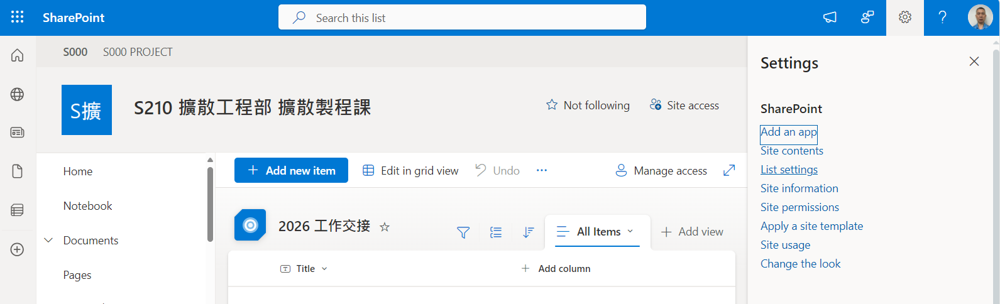 SharePoint
Search this list
S000 S000 PROJECT
S擴
S210 擴散工程部 擴散製程課
Not following
Site access
Home
Notebook
Documents
Pages
Add new item
Edit in grid view
Undo
Manage access
2026 工作交接
All Items
Add view
Title
Add column
Settings
SharePoint
Add an app
Site contents
List settings
Site information
Site permissions
Apply a site template
Site usage
Change the look